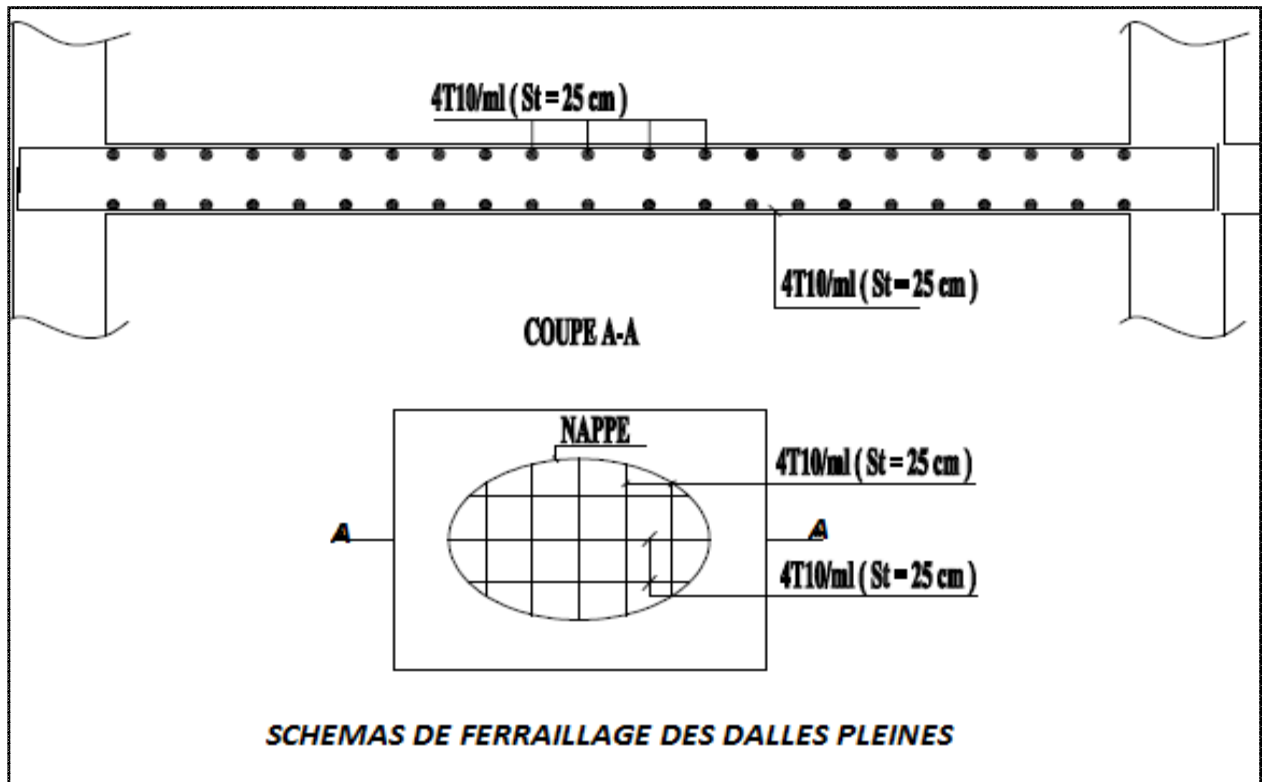 4T10/ml ( St = 25 cm )
4T10/ml ( St = 25 cm )
COUPE A-A
NAPPE
4T10/ml ( St = 25 cm )
A
A
4T10/ml ( St = 25 cm )
SCHEMAS DE FERRAILLAGE DES DALLES PLEINES